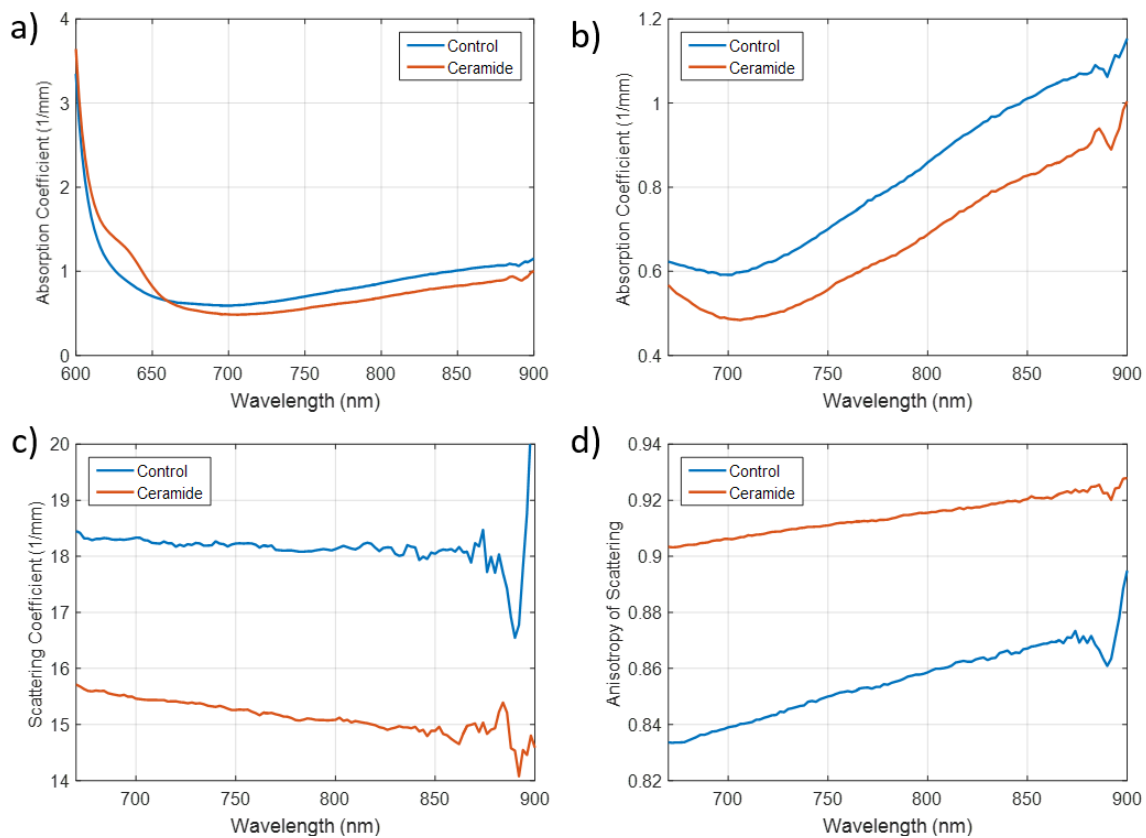 a)
Absorption Coefficient (1/mm)
4
3
2
1
0
Control
Ceramide
600 650 700 750 800 850 900
Wavelength (nm)
b)
Absorption Coefficient (1/mm)
1.2
1
0.8
0.6
0.4
Control
Ceramide
700 750 800 850 900
Wavelength (nm)
c)
Scattering Coefficient (1/mm)
20
19
18
17
16
15
14
Control
Ceramide
700 750 800 850 900
Wavelength (nm)
d)
Anisotropy of Scattering
0.94
0.92
0.9
0.88
0.86
0.84
0.82
Control
Ceramide
700 750 800 850 900
Wavelength (nm)